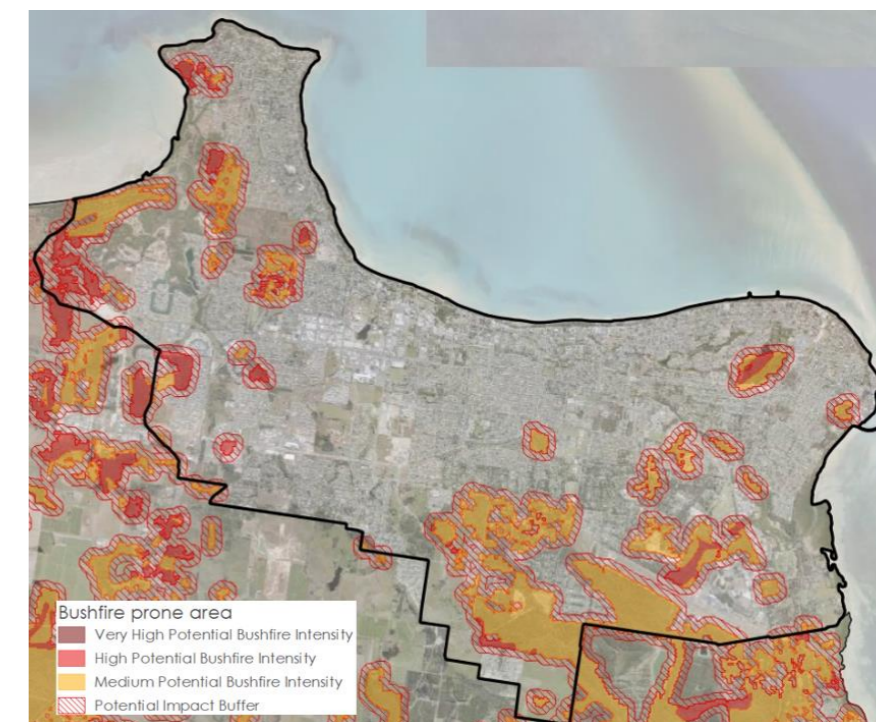 Bushfire prone area
Very High Potential Bushfire Intensity
High Potential Bushfire Intensity
Medium Potential Bushfire Intensity
Potential Impact Buffer